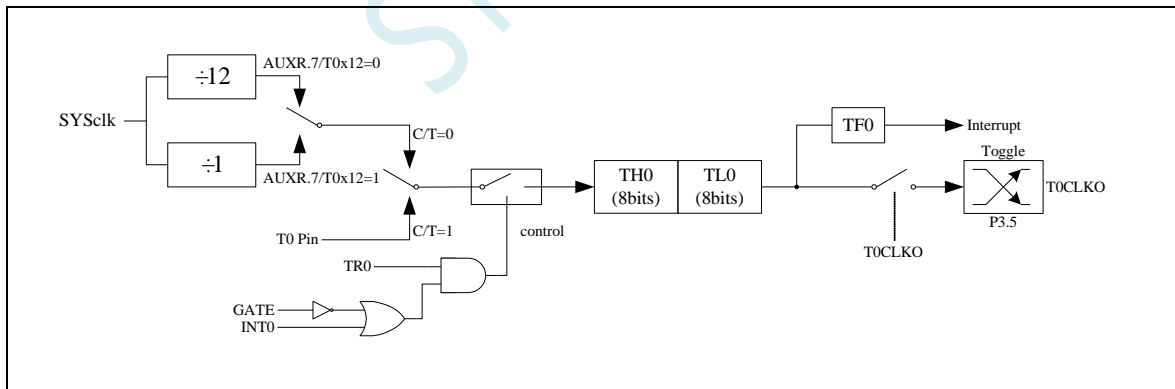 AUXR.7/T0x12=0
÷12
SYSclk
C/T=0
÷1
TF0
Interrupt
Toggle
AUXR.7/T0x12=1
TH0
(8bits)
TL0
(8bits)
T0CLKO
C/T=1
T0 Pin
control
P3.5
T0CLKO
TR0
GATE
INT0